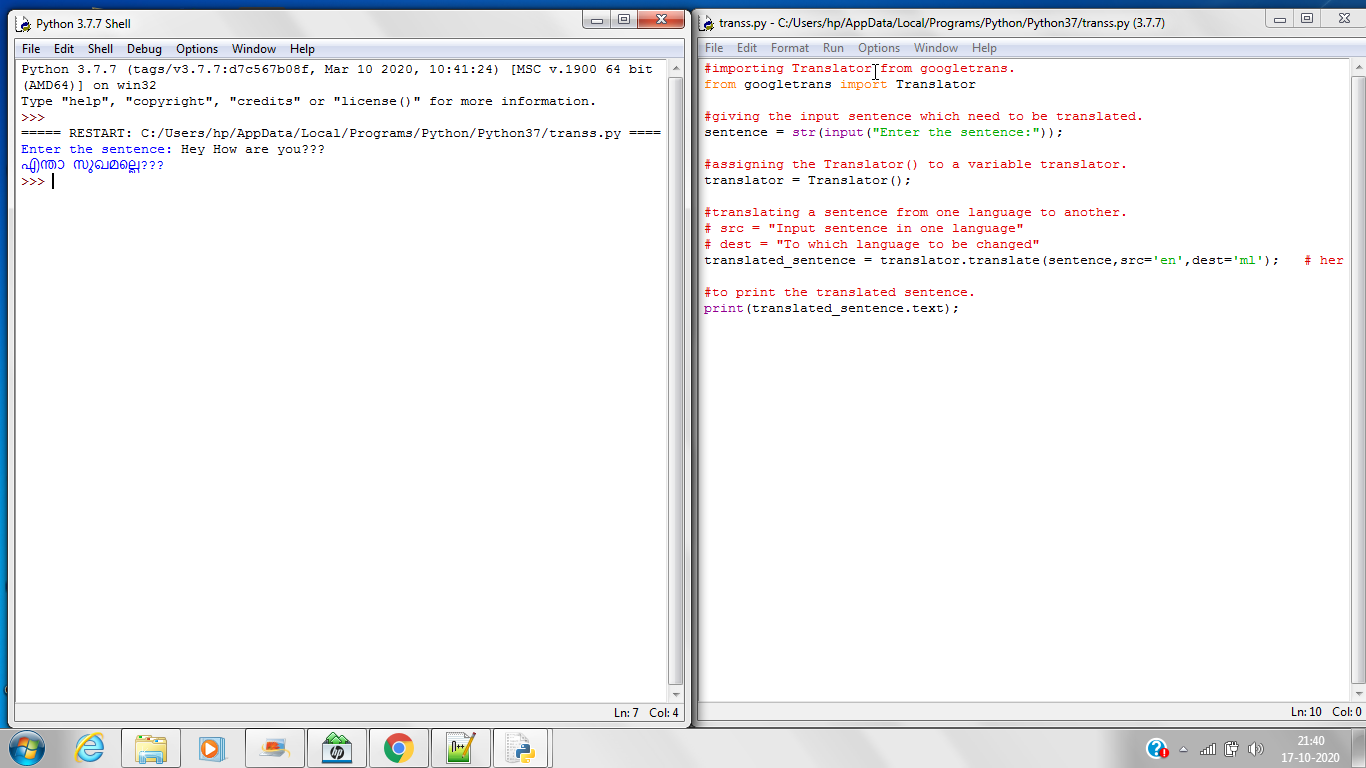 Python 3.7.7 Shell
File Edit Shell Debug Options Window Help
Python 3.7.7 (tags/v3.7.7:d7c567b08f, Mar 10 2020, 10:41:24) [MSC v.1900 64 bit
(AMD64)] on win32
Type "help", "copyright", "credits" or "license()" for more information.
>>>
===== RESTART: C:/Users/hp/AppData/Local/Programs/Python/Python37/transs.py ====
Enter the sentence: Hey How are you???
എന്താ സുഖമല്ലെ???
>>>
Ln: 7 Col: 4
transs.py - C:/Users/hp/AppData/Local/Programs/Python/Python37/transs.py (3.7.7)
File Edit Format Run Options Window Help
#importing Translator from googletrans.
from googletrans import Translator
#giving the input sentence which need to be translated.
sentence = str(input("Enter the sentence:"));
#assigning the Translator() to a variable translator.
translator = Translator();
#translating a sentence from one language to another.
# src = "Input sentence in one language"
# dest = "To which language to be changed"
translated_sentence = translator.translate(sentence,src='en',dest='ml'); # her
#to print the translated sentence.
print(translated_sentence.text);
Ln: 10 Col: 0
21:40
17-10-2020